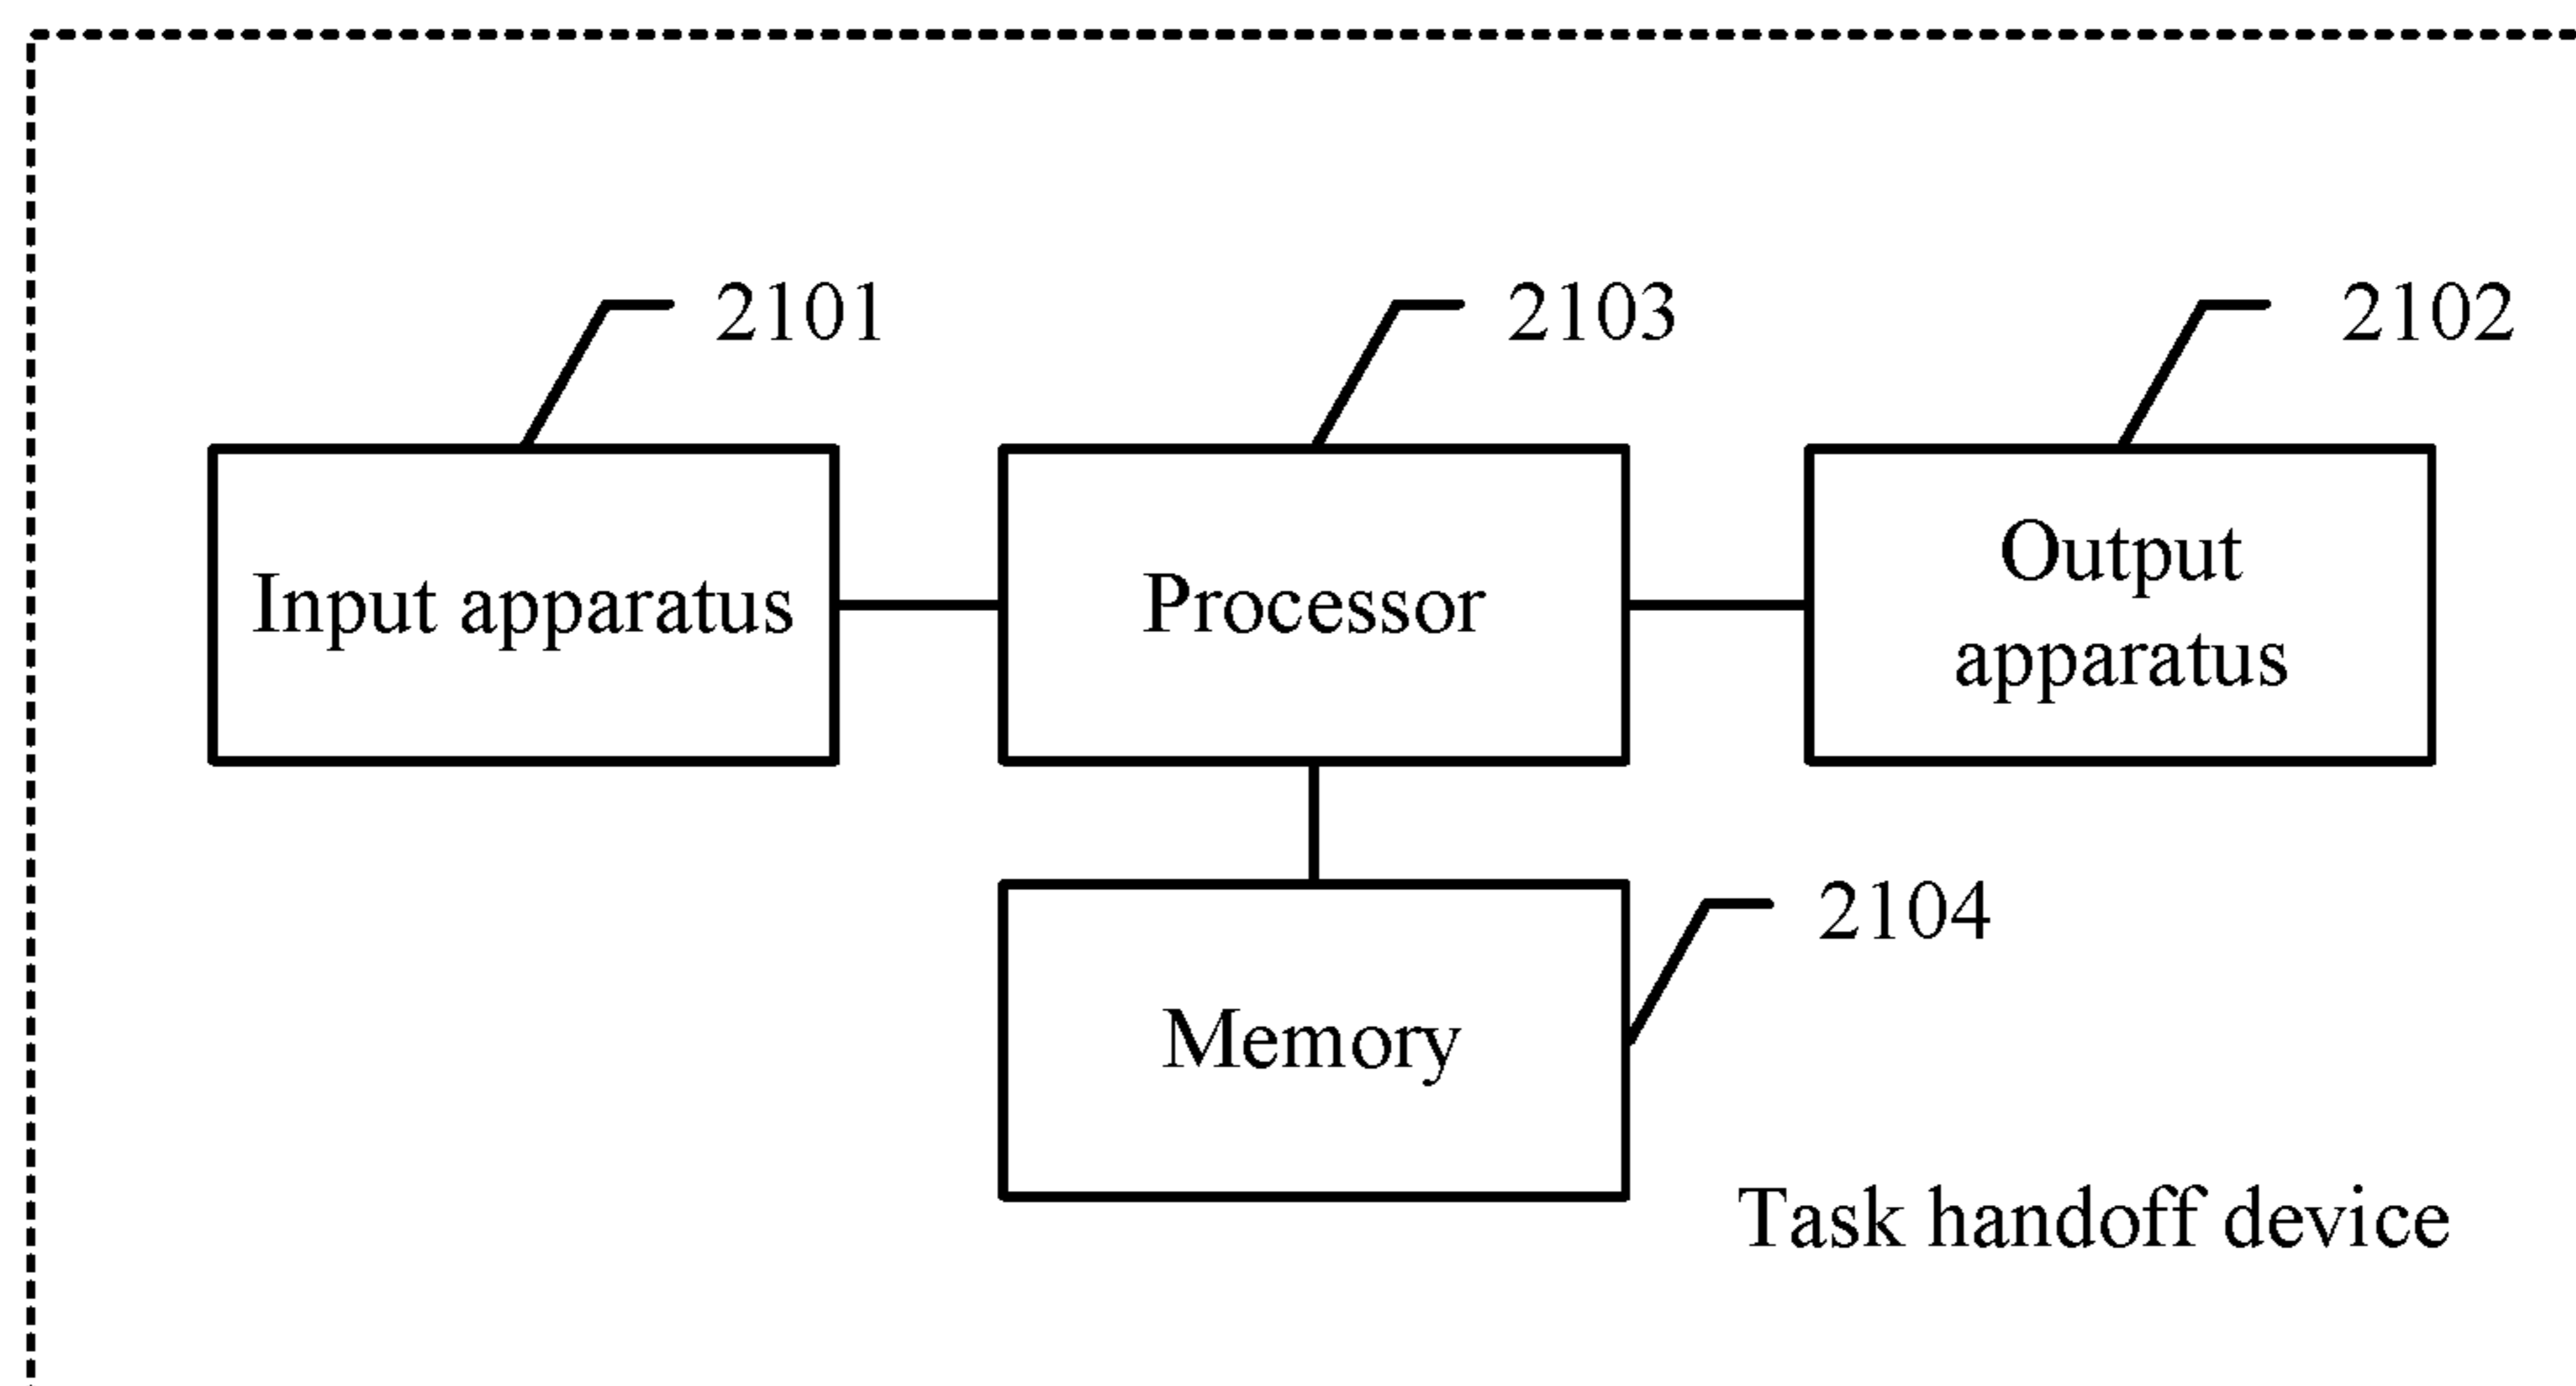 2101
2103
2102
Input apparatus
Processor
Output
apparatus
2104
Memory
Task handoff device